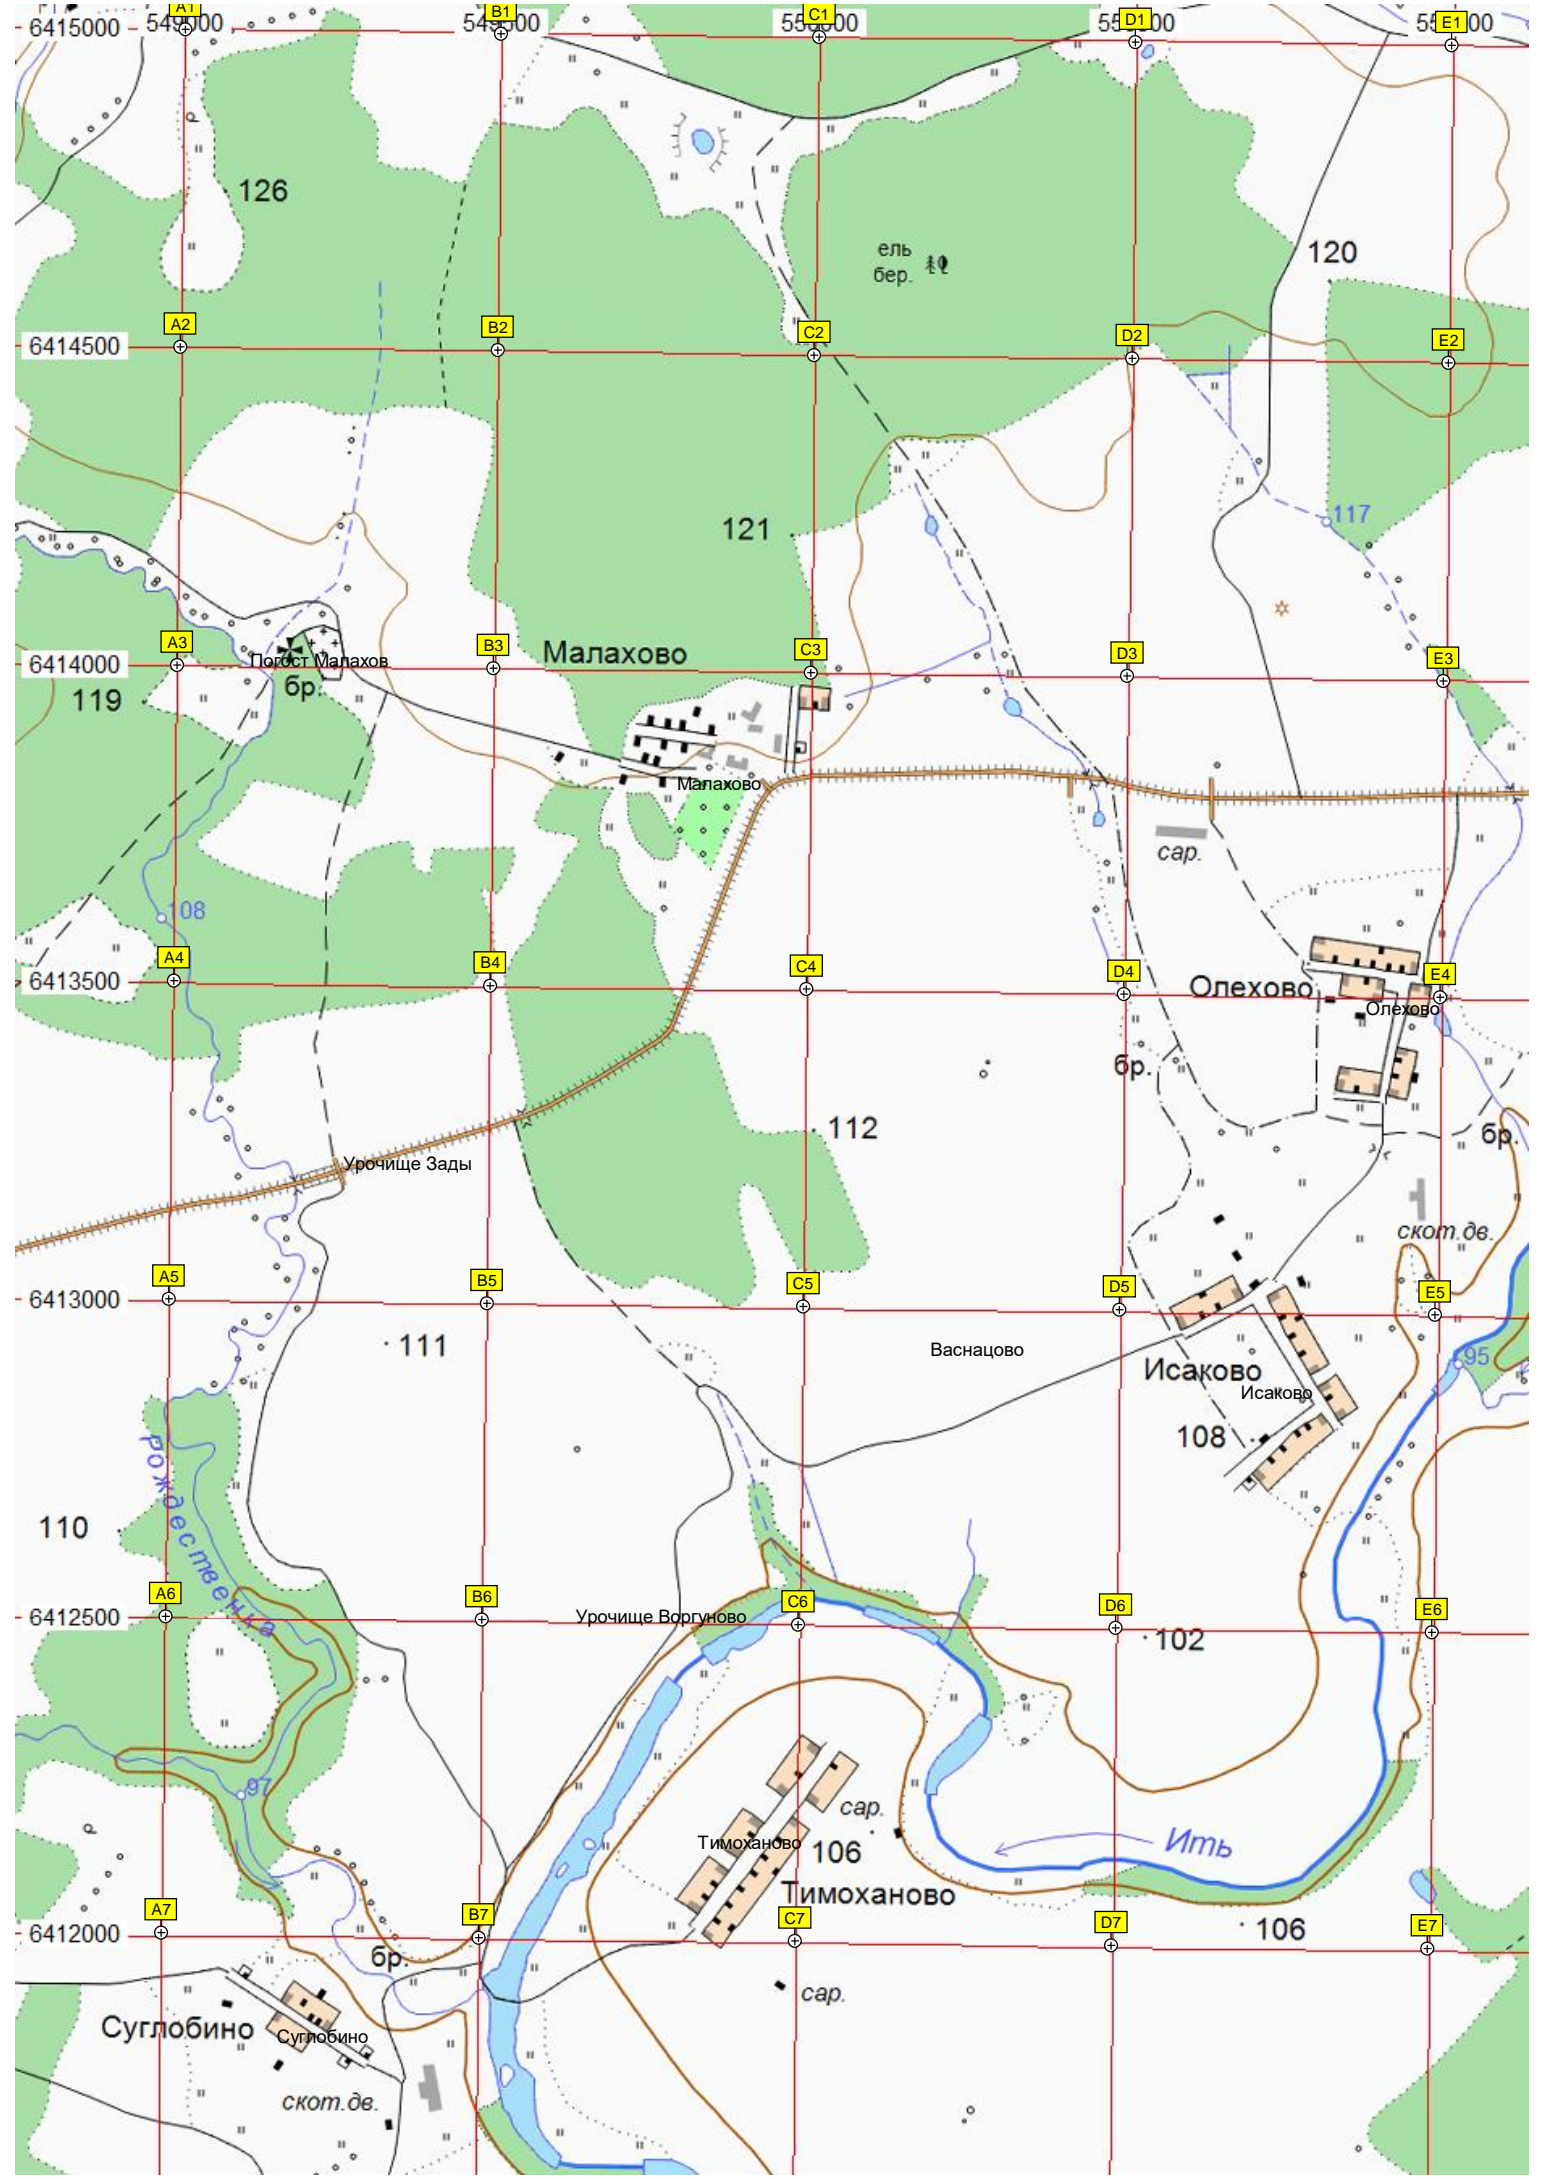 A1
B1
C1
D1
E1
6415000
126
ель
бер.
120
A2
B2
C2
D2
E2
6414500
121
117
A3
B3
C3
D3
E3
6414000
Малахово
Погост Малахов
бр.
119
Малахово
сар.
108
A4
B4
C4
D4
E4
6413500
Олехово
Олехово
бр.
112
бр.
Урочище Зады
скот.дв.
A5
B5
C5
D5
E5
6413000
111
Васнацово
95
Исаково
Исаково
108
рождественка
110
A6
B6
C6
D6
E6
6412500
Урочище Воргуново
102
97
сар.
Тимоханово
106
Ить
Тимоханово
A7
B7
C7
D7
E7
6412000
106
бр.
сар.
Суглобино
Суглобино
скот.дв.